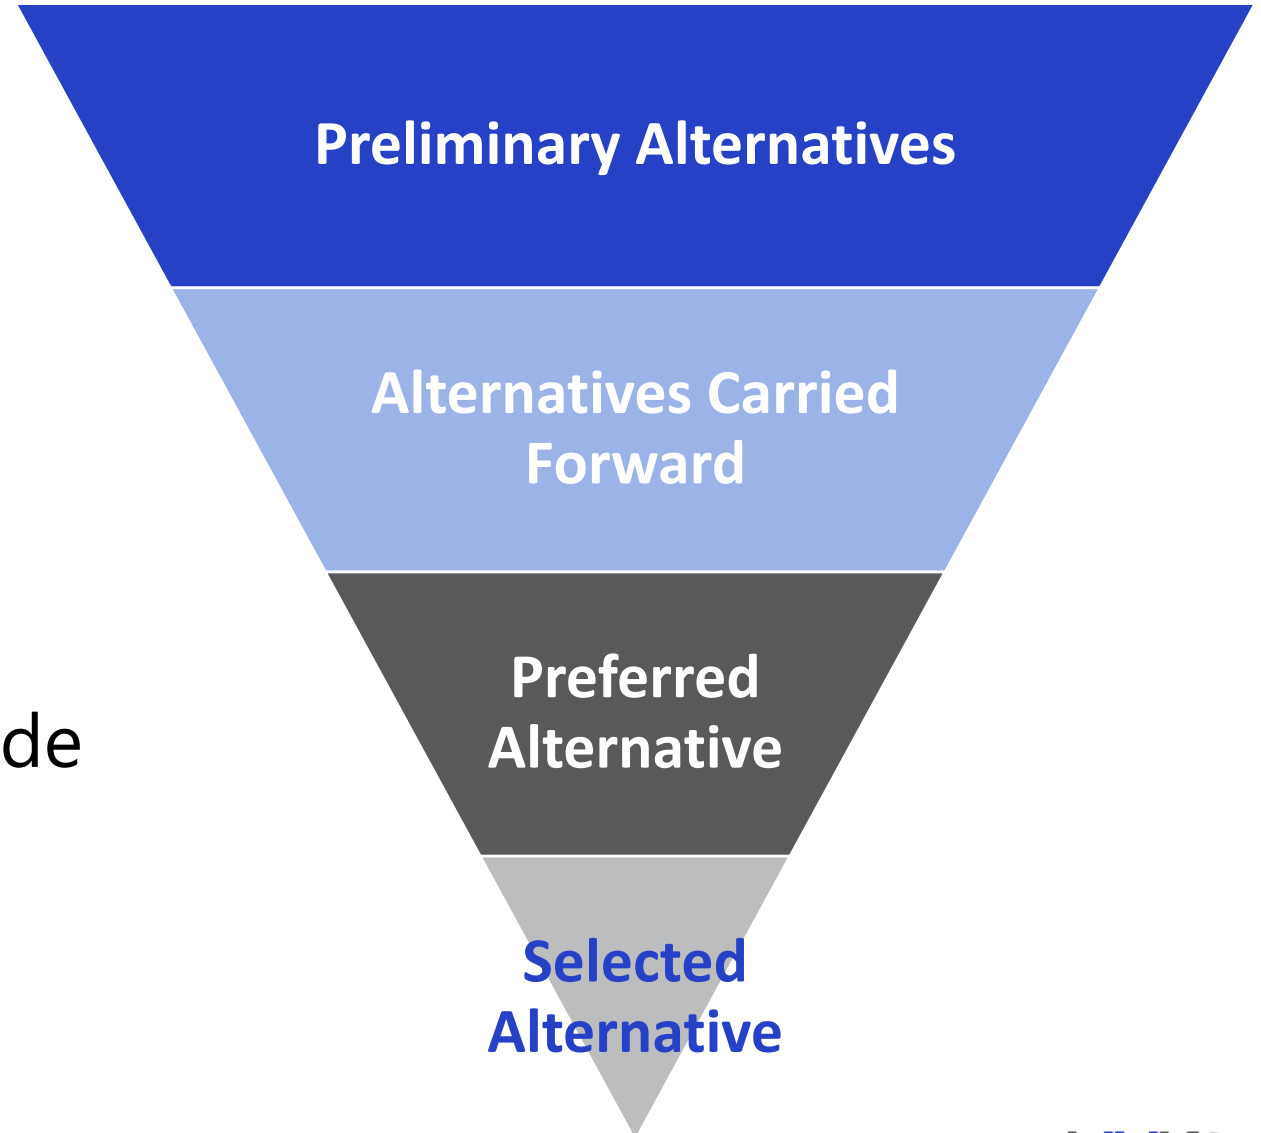 Preliminary Alternatives
Alternatives Carried
Forward
Preferred
Alternative
de
Selected
Alternative